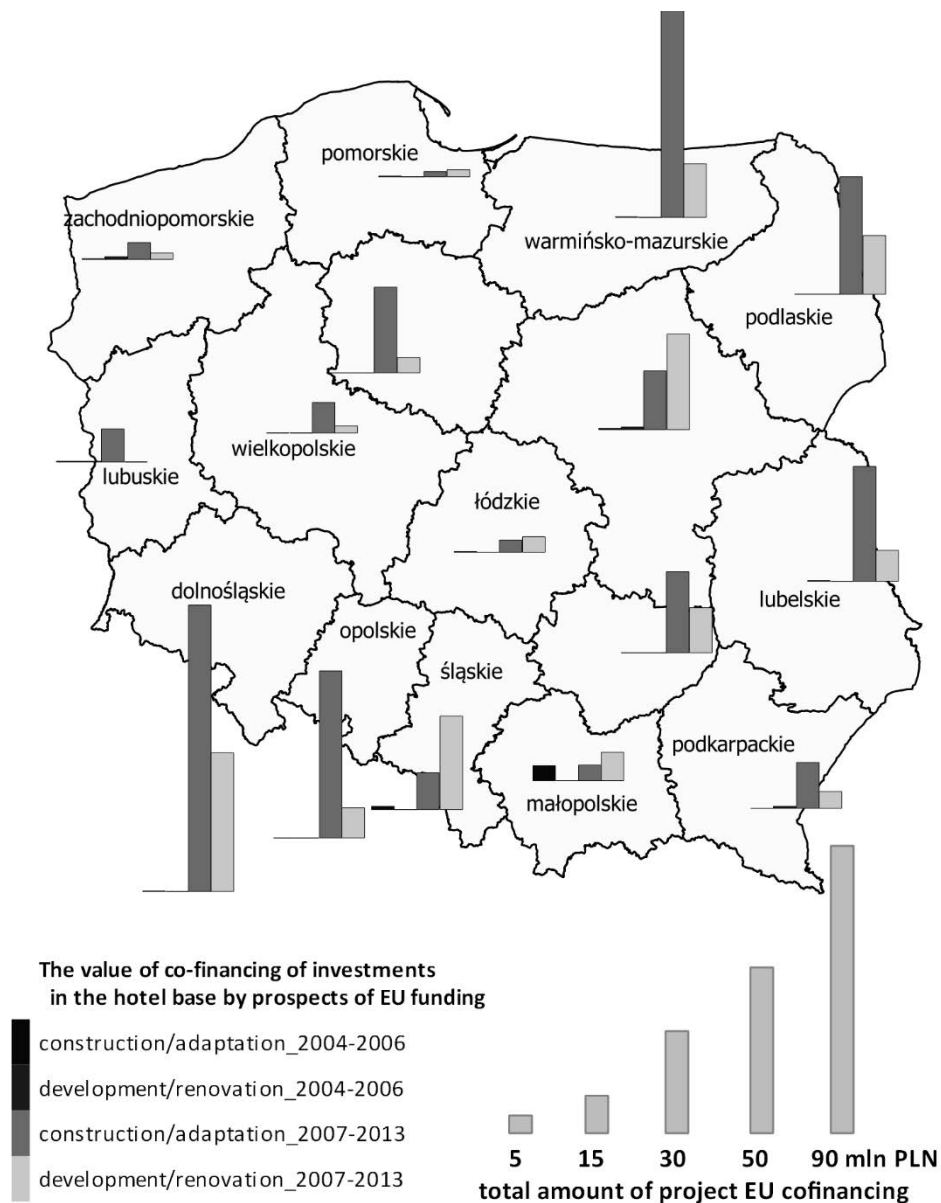 pomorskie
zachodniopomorskie
warmińsko-mazurskie
podlaskie
wielkopolskie
lubuskie
łódzkie
dolnośląskie
lubelskie
opolskie
śląskie
podkarpackie
małopolskie
The value of co-financing of investments
in the hotel base by prospects of EU funding
construction/adaptation_2004-2006
development/renovation_2004-2006
construction/adaptation_2007-2013
development/renovation_2007-2013
5 15 30 50 90 mln PLN
total amount of project EU cofinancing